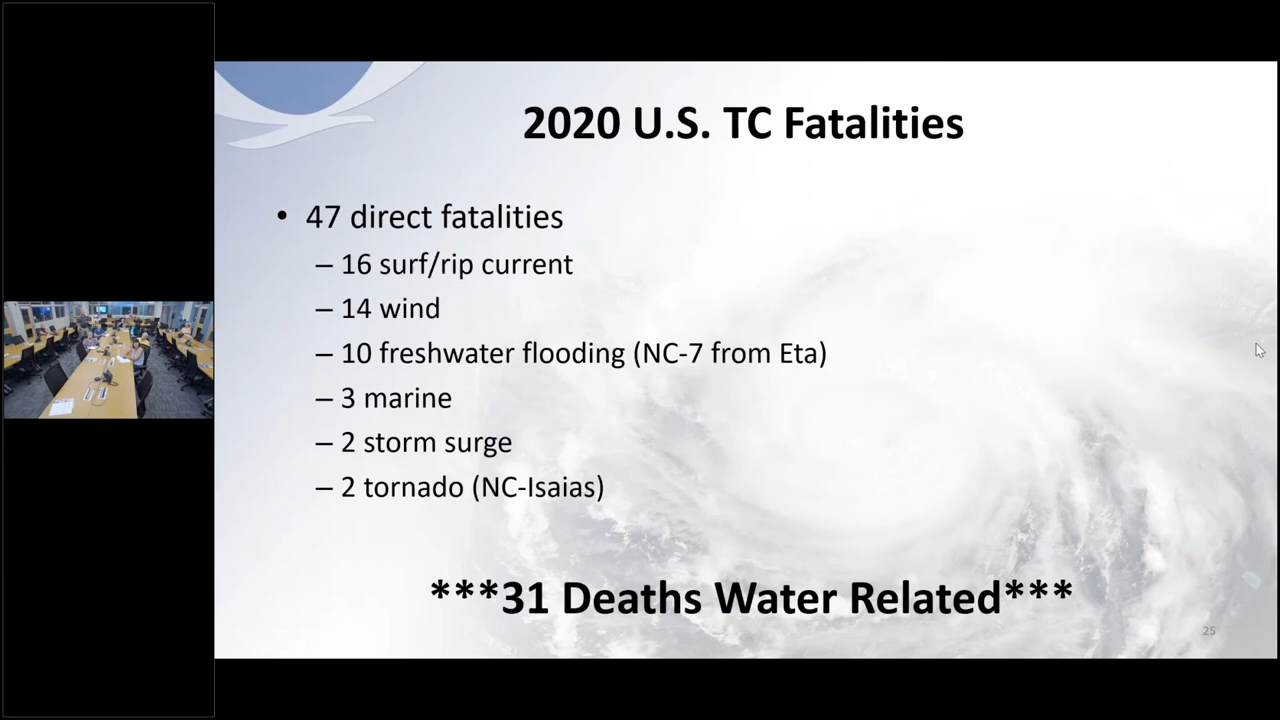 2020 U.S. TC Fatalities
• 47 direct fatalities
– 16 surf/rip current
– 14 wind
– 10 freshwater flooding (NC-7 from Eta)
– 3 marine
– 2 storm surge
– 2 tornado (NC-Isaias)
***31 Deaths Water Related***
25